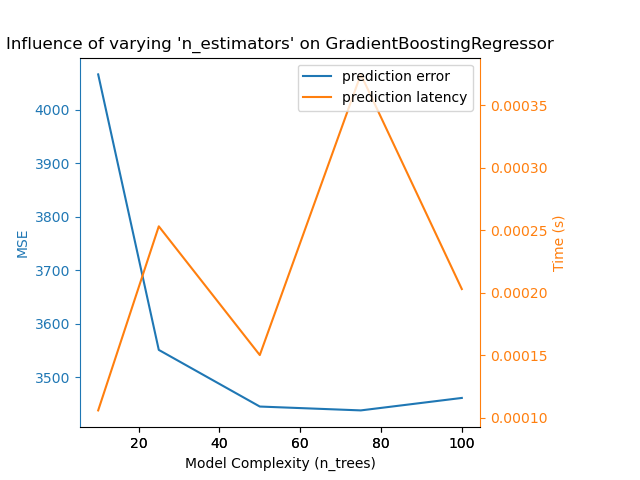 Influence of varying 'n_estimators' on GradientBoostingRegressor
prediction error
prediction latency
MSE
4000
3900
3800
3700
3600
3500
0.00035
0.00030
0.00025
0.00020
0.00015
0.00010
Time (s)
20 40 60 80 100
Model Complexity (n_trees)